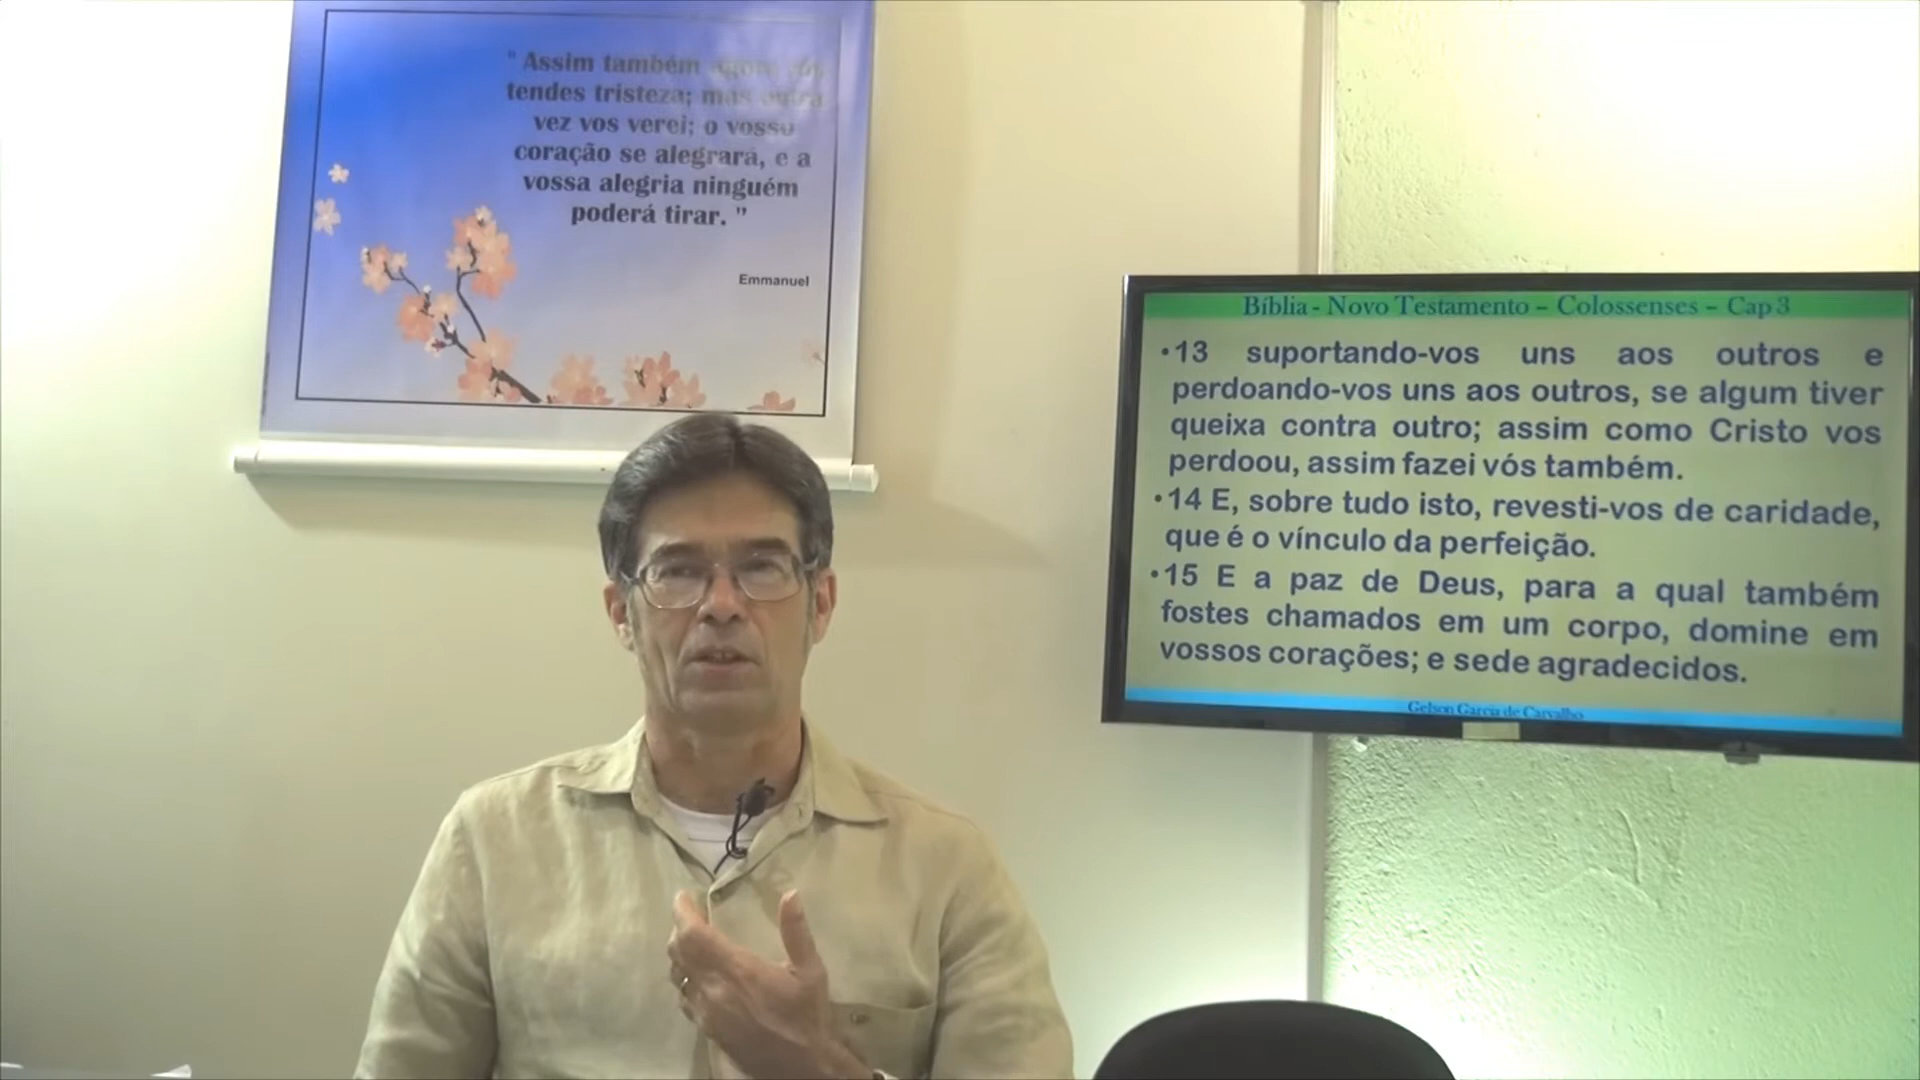 " Assim também agora vós
tendes tristeza; mas outra
vez vos verei; o vosso
coração se alegrará, e a
vossa alegria ninguém
poderá tirar. "
Emmanuel
Bíblia - Novo Testamento – Colossenses – Cap 3
•13 suportando-vos uns aos outros e
perdoando-vos uns aos outros, se algum tiver
queixa contra outro; assim como Cristo vos
perdoou, assim fazei vós também.
•14 E, sobre tudo isto, revesti-vos de caridade,
que é o vínculo da perfeição.
•15 E a paz de Deus, para a qual também
fostes chamados em um corpo, domine em
vossos corações; e sede agradecidos.
Gelson Garcia de Carvalho